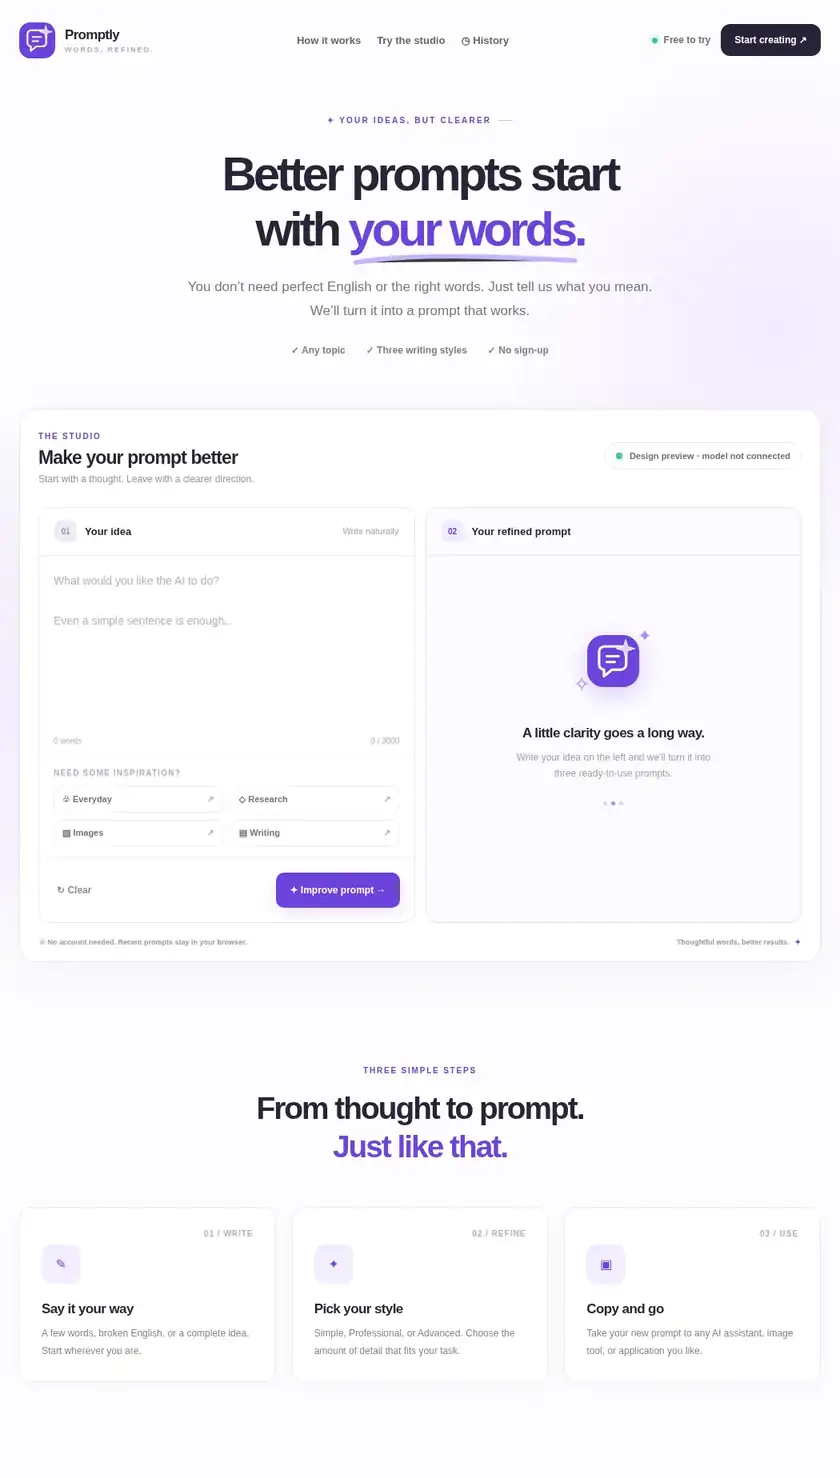 Promptly
WORDS, REFINED.
How it works
Try the studio
◷ History
Free to try
Start creating ↗
✦ YOUR IDEAS, BUT CLEARER
Better prompts start
with your words.
You don’t need perfect English or the right words. Just tell us what you mean.
We’ll turn it into a prompt that works.
✓ Any topic
✓ Three writing styles
✓ No sign-up
THE STUDIO
Make your prompt better
Start with a thought. Leave with a clearer direction.
Design preview · model not connected
01
Your idea
Write naturally
What would you like the AI to do?
Even a simple sentence is enough...
0 words
0 / 3000
NEED SOME INSPIRATION?
Everyday ↗
◇ Research ↗
▧ Images ↗
▤ Writing ↗
↻ Clear
✦ Improve prompt →
02
Your refined prompt
A little clarity goes a long way.
Write your idea on the left and we’ll turn it into
three ready-to-use prompts.
No account needed. Recent prompts stay in your browser.
Thoughtful words, better results. ✦
THREE SIMPLE STEPS
From thought to prompt.
Just like that.
01 / WRITE
✎
Say it your way
A few words, broken English, or a complete idea.
Start wherever you are.
02 / REFINE
✦
Pick your style
Simple, Professional, or Advanced. Choose the
amount of detail that fits your task.
03 / USE
▣
Copy and go
Take your new prompt to any AI assistant, image
tool, or application you like.